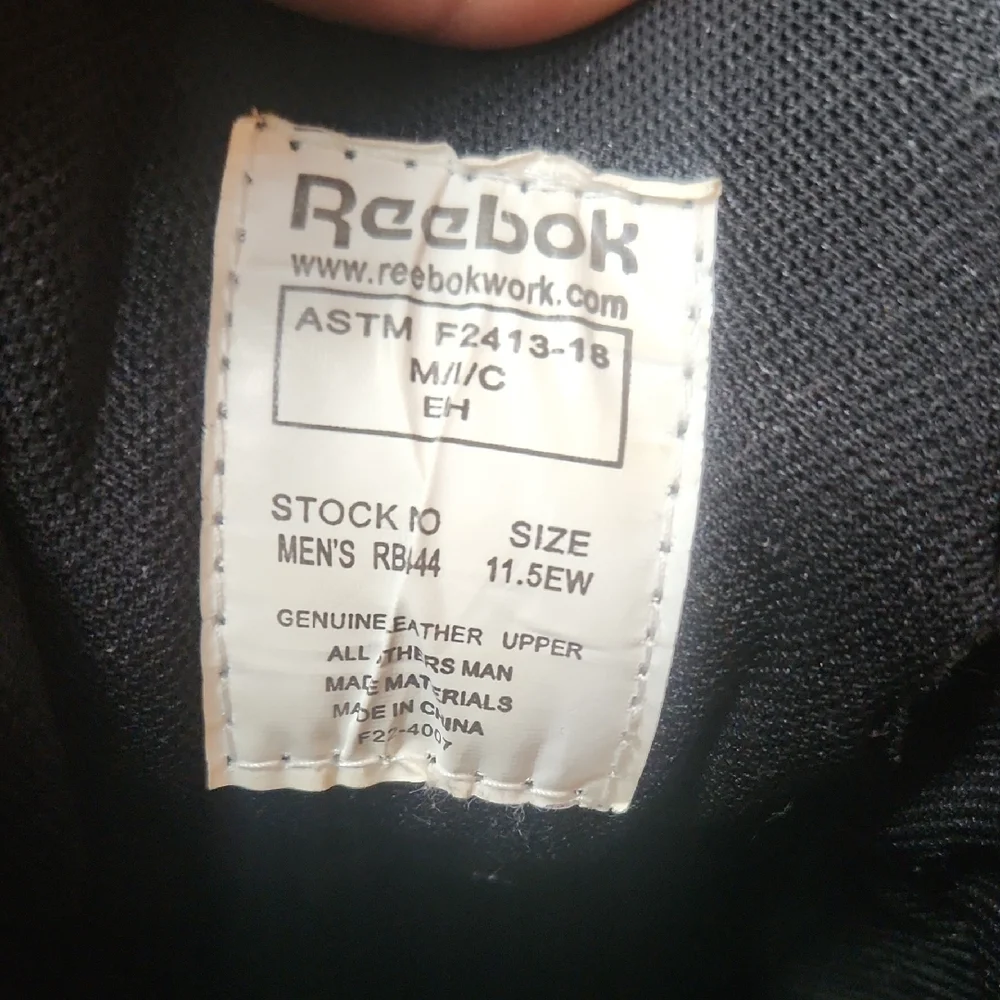 Reebok
www.reebokwork.com
ASTM F2413-18
M/I/C
EH
STOCK NO SIZE
MEN'S 11.5EW
GENUINE LEATHER UPPER
ALL OTHERS MAN
MADE MATERIALS
MADE IN CHINA